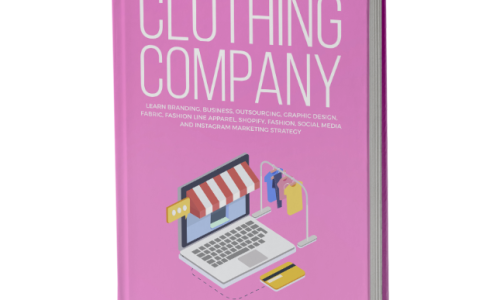 CLOTHING
COMPANY
LEARN BRANDING, BUSINESS, OUTSOURCING, GRAPHIC DESIGN,
FABRIC, FASHION LINE APPAREL, SHOPIFY, FASHION, SOCIAL MEDIA
AND INSTAGRAM MARKETING STRATEGY